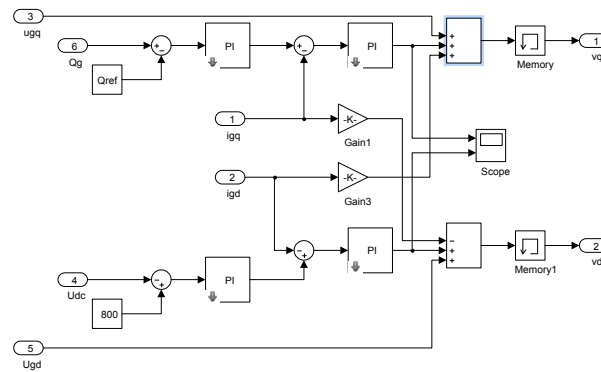 3
ugq
6
Qg
Qref
PI
PI
1
igq
-K-
Gain1
2
igd
-K-
Gain3
Memory
1
vq
Scope
4
Udc
800
PI
PI
Memory1
2
vd
5
Ugd